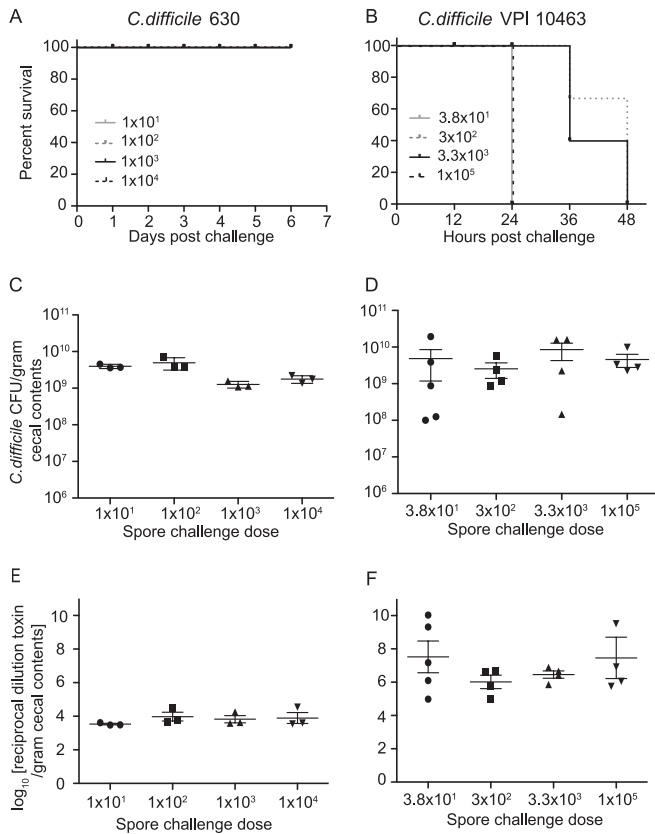 A
C.difficile 630
Percent survival
100
80
60
40
20
0
1x10¹
1x10²
1x10³
1x10⁴
0 1 2 3 4 5 6 7
Days post challenge
B
C.difficile VPI 10463
100
80
60
40
20
0
3.8x10¹
3x10²
3.3x10³
1x10⁵
0 12 24 36 48
Hours post challenge
C
C.difficile CFU/gram
cecal contents
10¹¹
10¹⁰
10⁹
10⁸
10⁷
10⁶
1x10¹ 1x10² 1x10³ 1x10⁴
Spore challenge dose
D
10¹¹
10¹⁰
10⁹
10⁸
10⁷
10⁶
3.8x10¹ 3x10² 3.3x10³ 1x10⁵
Spore challenge dose
E
log₁₀ [reciprocal dilution toxin
/gram cecal contents]
10
8
6
4
2
0
1x10¹ 1x10² 1x10³ 1x10⁴
Spore challenge dose
F
10
8
6
4
2
0
3.8x10¹ 3x10² 3.3x10³ 1x10⁵
Spore challenge dose